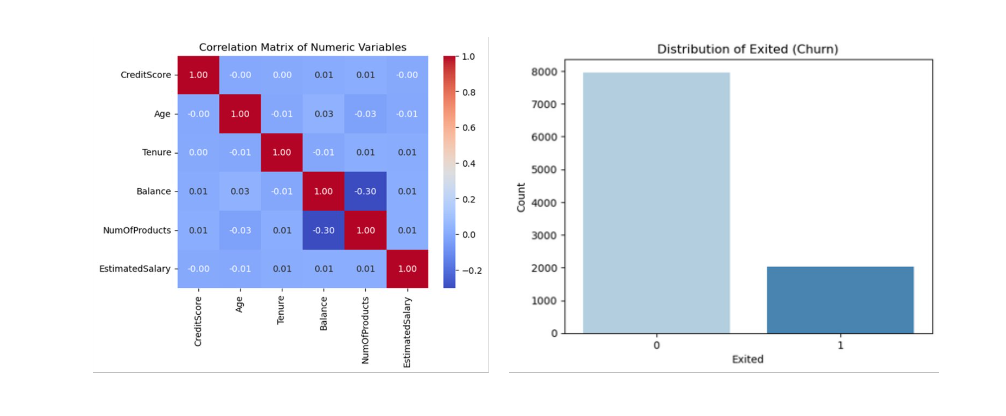 Correlation Matrix of Numeric Variables
CreditScore 1.00 -0.00 0.00 0.01 0.01 -0.00
Age -0.00 1.00 -0.01 0.03 -0.03 -0.01
Tenure 0.00 -0.01 1.00 -0.01 0.01 0.01
Balance 0.01 0.03 -0.01 1.00 -0.30 0.01
NumOfProducts 0.01 -0.03 0.01 -0.30 1.00 0.01
EstimatedSalary -0.00 -0.01 0.01 0.01 0.01 1.00
CreditScore Age Tenure Balance NumOfProducts EstimatedSalary
1.0
0.8
0.6
0.4
0.2
0.0
−0.2
Distribution of Exited (Churn)
8000
7000
6000
5000
4000
3000
2000
1000
0
Count
0 1
Exited